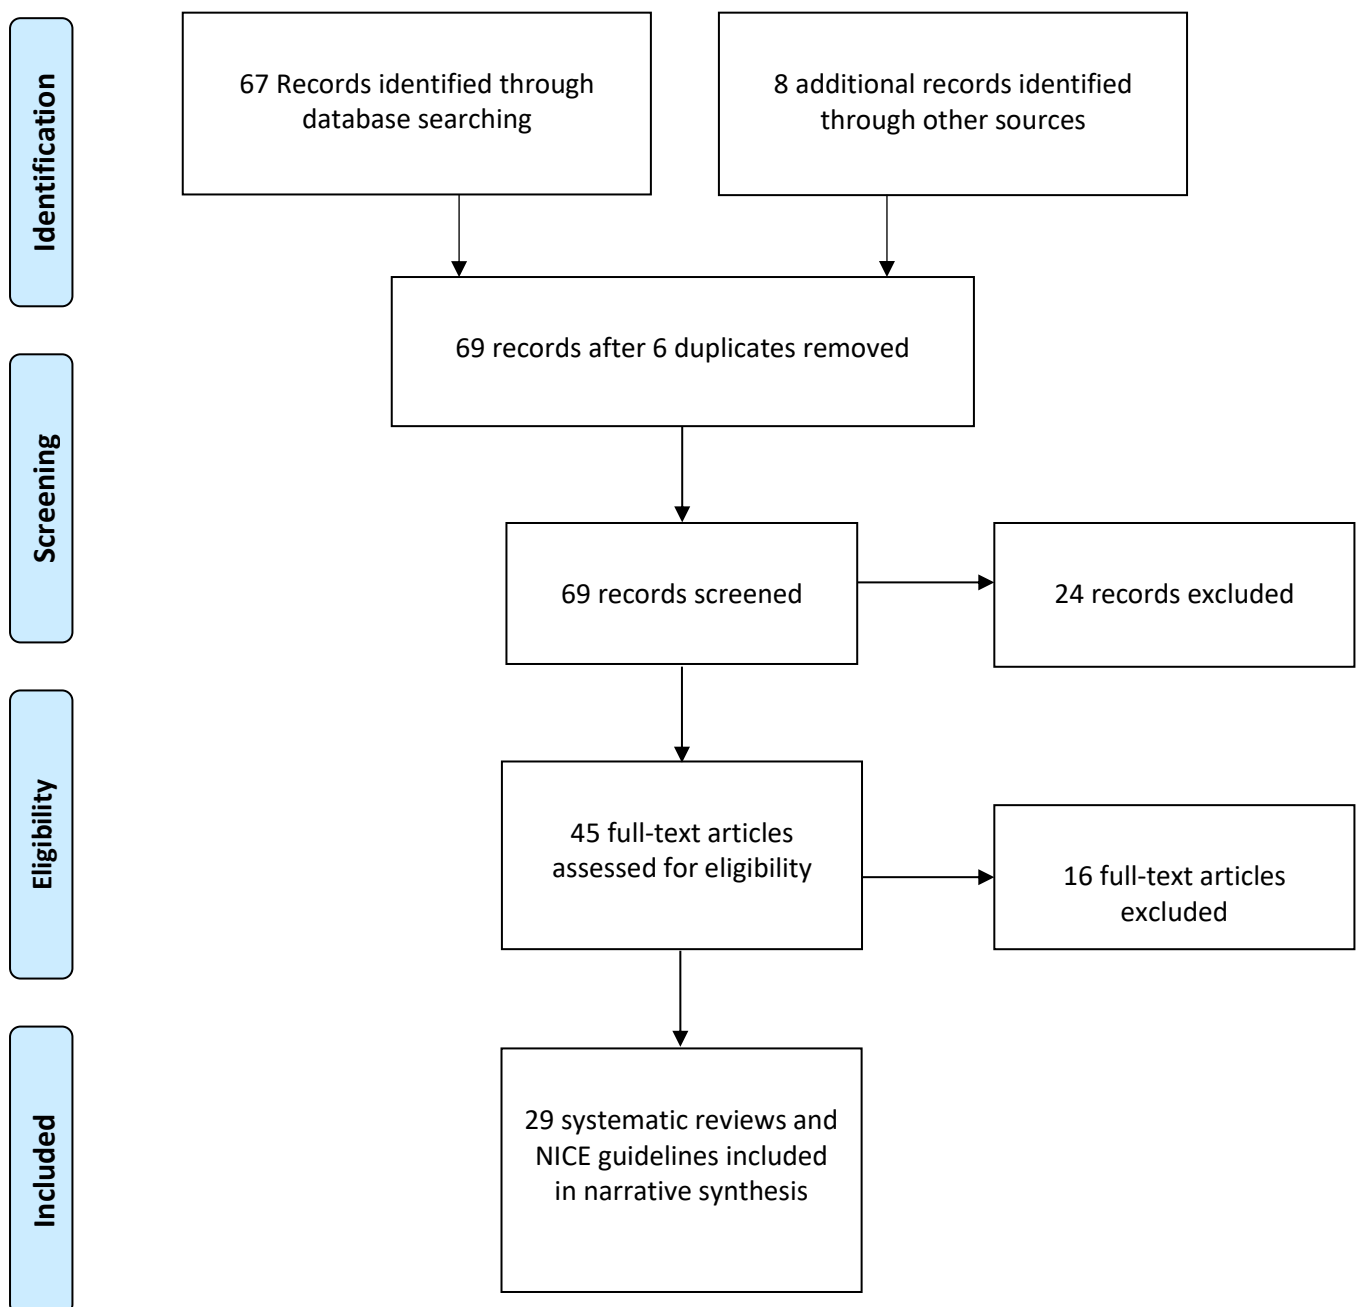 Identification
67 Records identified through
database searching
8 additional records identified
through other sources
69 records after 6 duplicates removed
Screening
69 records screened
24 records excluded
Eligibility
45 full-text articles
assessed for eligibility
16 full-text articles
excluded
Included
29 systematic reviews and
NICE guidelines included
in narrative synthesis